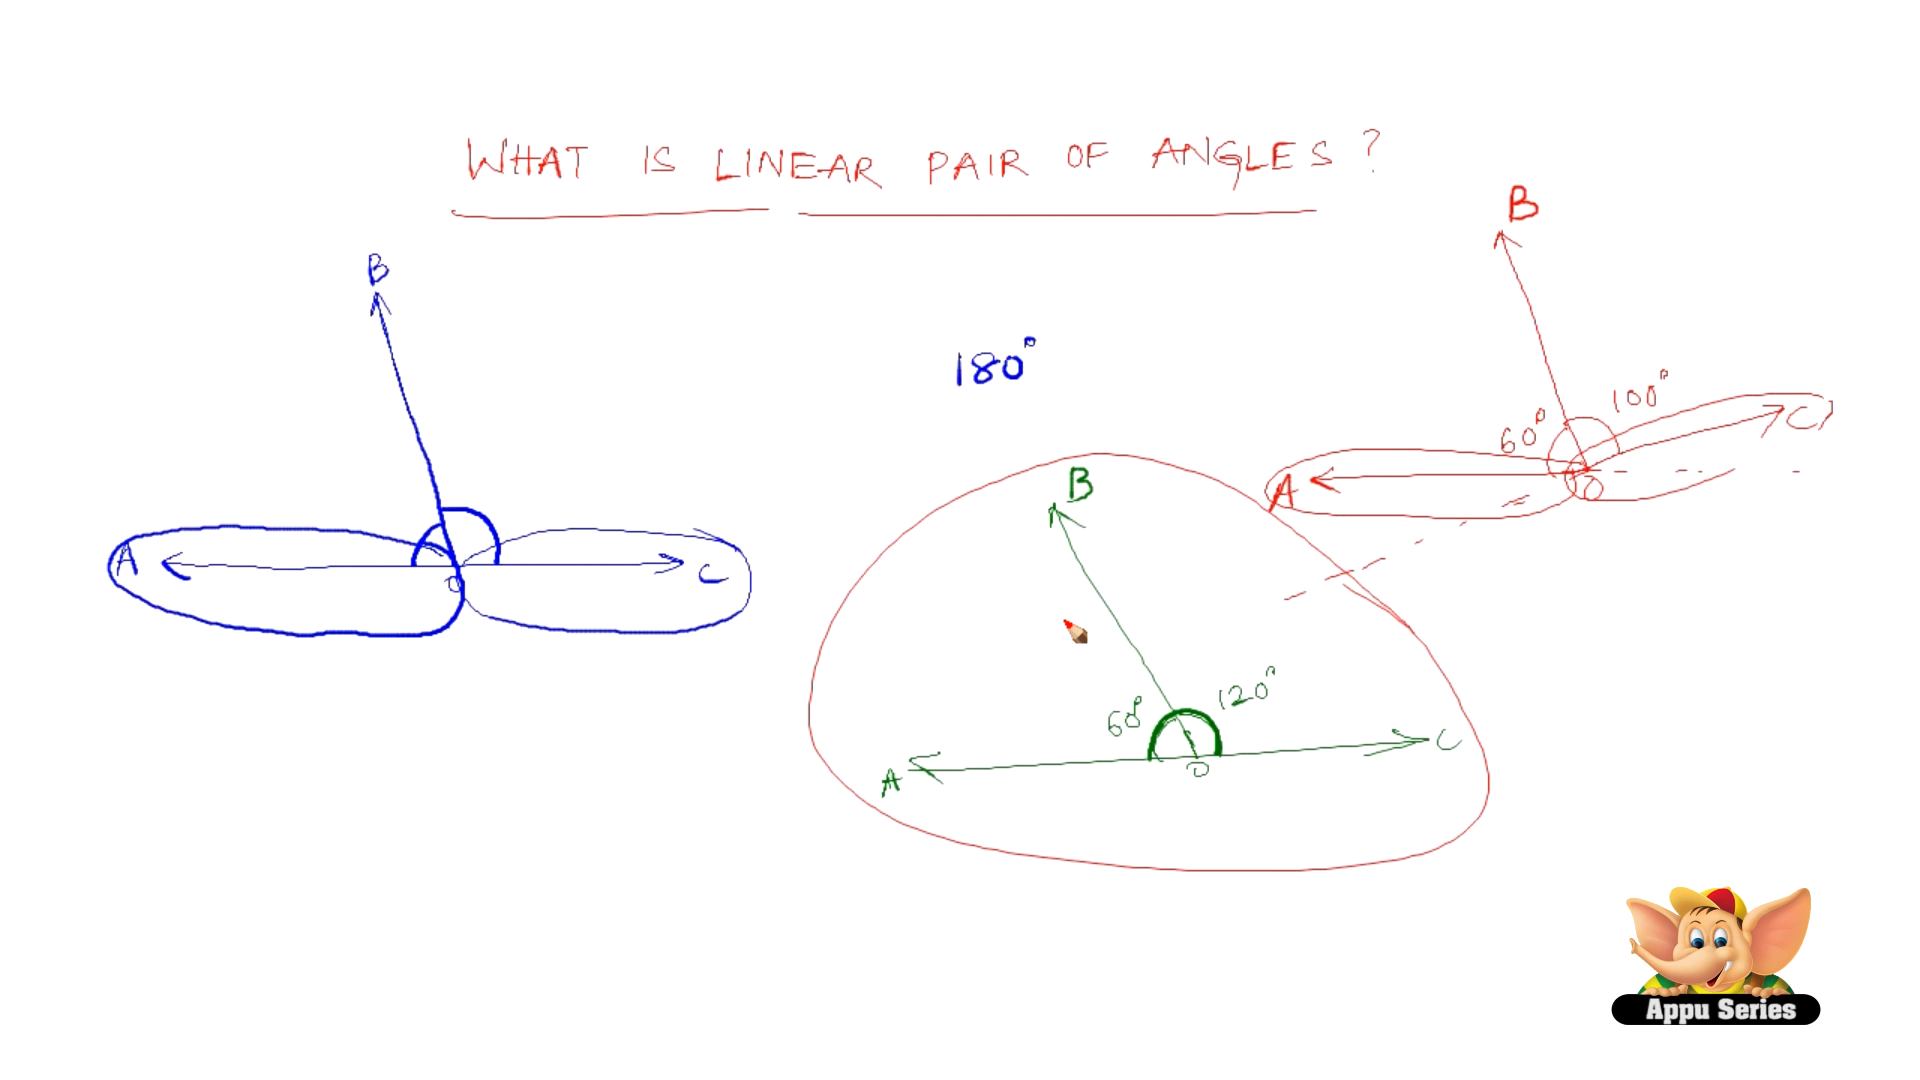 WHAT IS LINEAR PAIR OF ANGLES?
B
A
O
C
180°
B
60°
100°
A
O
C
B
60°
120°
A
O
C
Appu Series